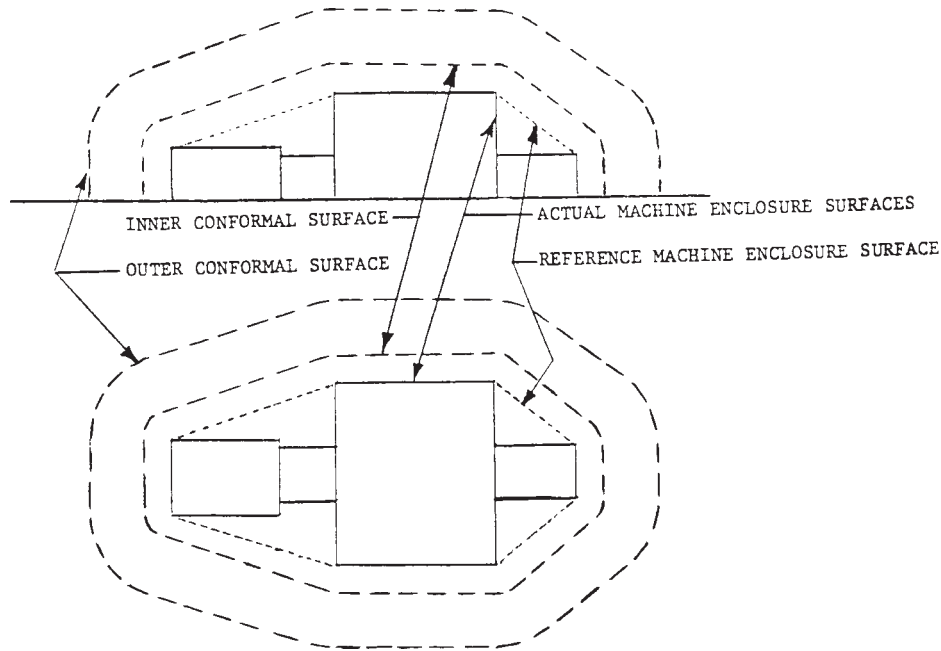 INNER CONFORMAL SURFACE
ACTUAL MACHINE ENCLOSURE SURFACES
OUTER CONFORMAL SURFACE
REFERENCE MACHINE ENCLOSURE SURFACE